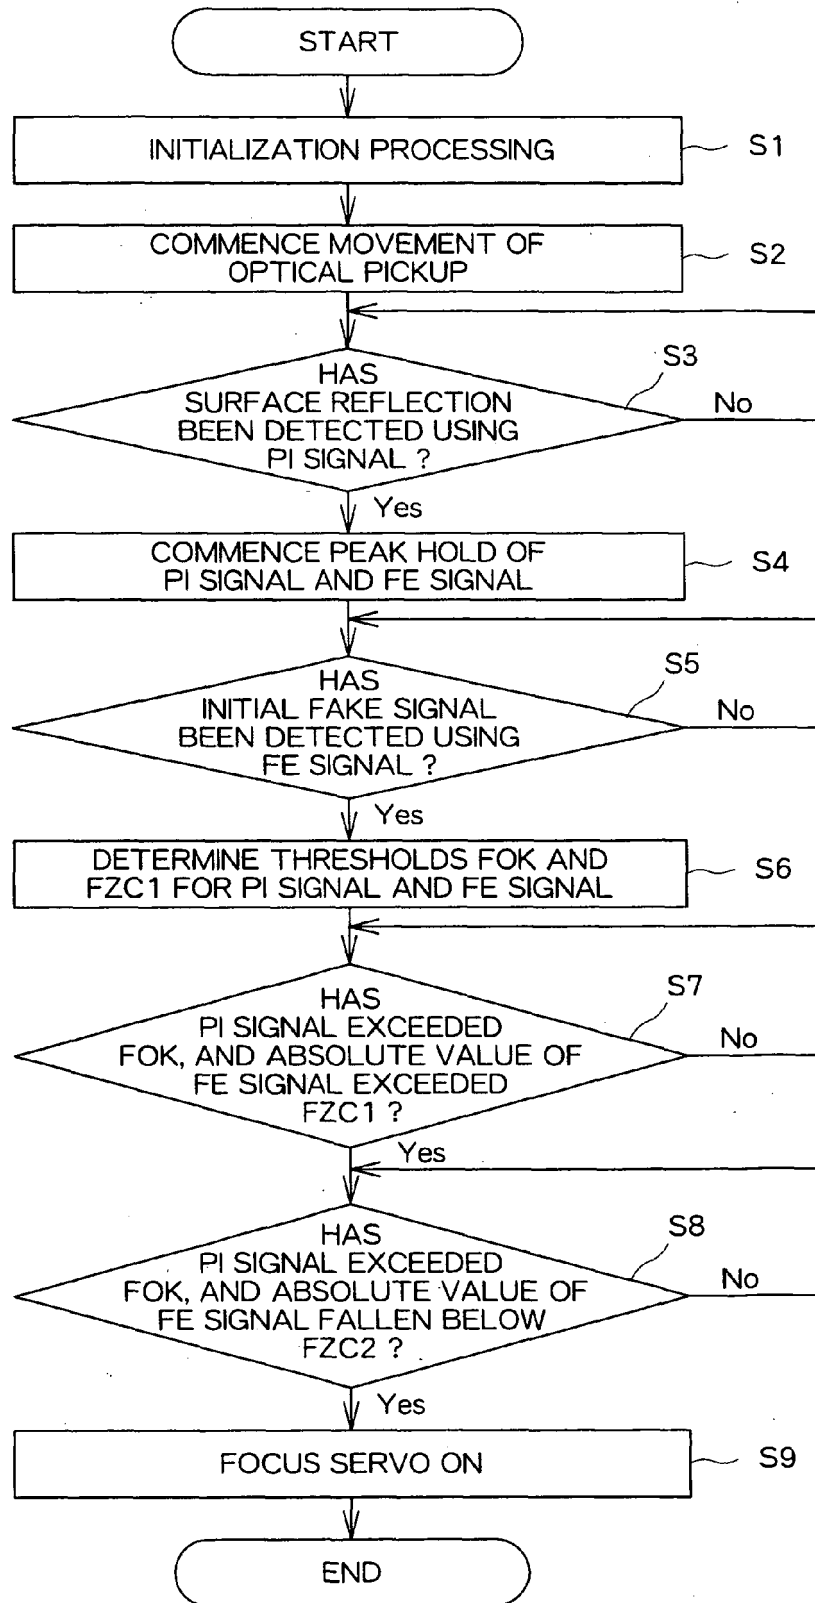 START
INITIALIZATION PROCESSING
S1
COMMENCE MOVEMENT OF
OPTICAL PICKUP
S2
HAS
SURFACE REFLECTION
BEEN DETECTED USING
PI SIGNAL ?
S3
No
Yes
COMMENCE PEAK HOLD OF
PI SIGNAL AND FE SIGNAL
S4
HAS
INITIAL FAKE SIGNAL
BEEN DETECTED USING
FE SIGNAL ?
S5
No
Yes
DETERMINE THRESHOLDS FOK AND
FZC1 FOR PI SIGNAL AND FE SIGNAL
S6
HAS
PI SIGNAL EXCEEDED
FOK, AND ABSOLUTE VALUE OF
FE SIGNAL EXCEEDED
FZC1 ?
S7
No
Yes
HAS
PI SIGNAL EXCEEDED
FOK, AND ABSOLUTE VALUE OF
FE SIGNAL FALLEN BELOW
FZC2 ?
S8
No
Yes
FOCUS SERVO ON
S9
END